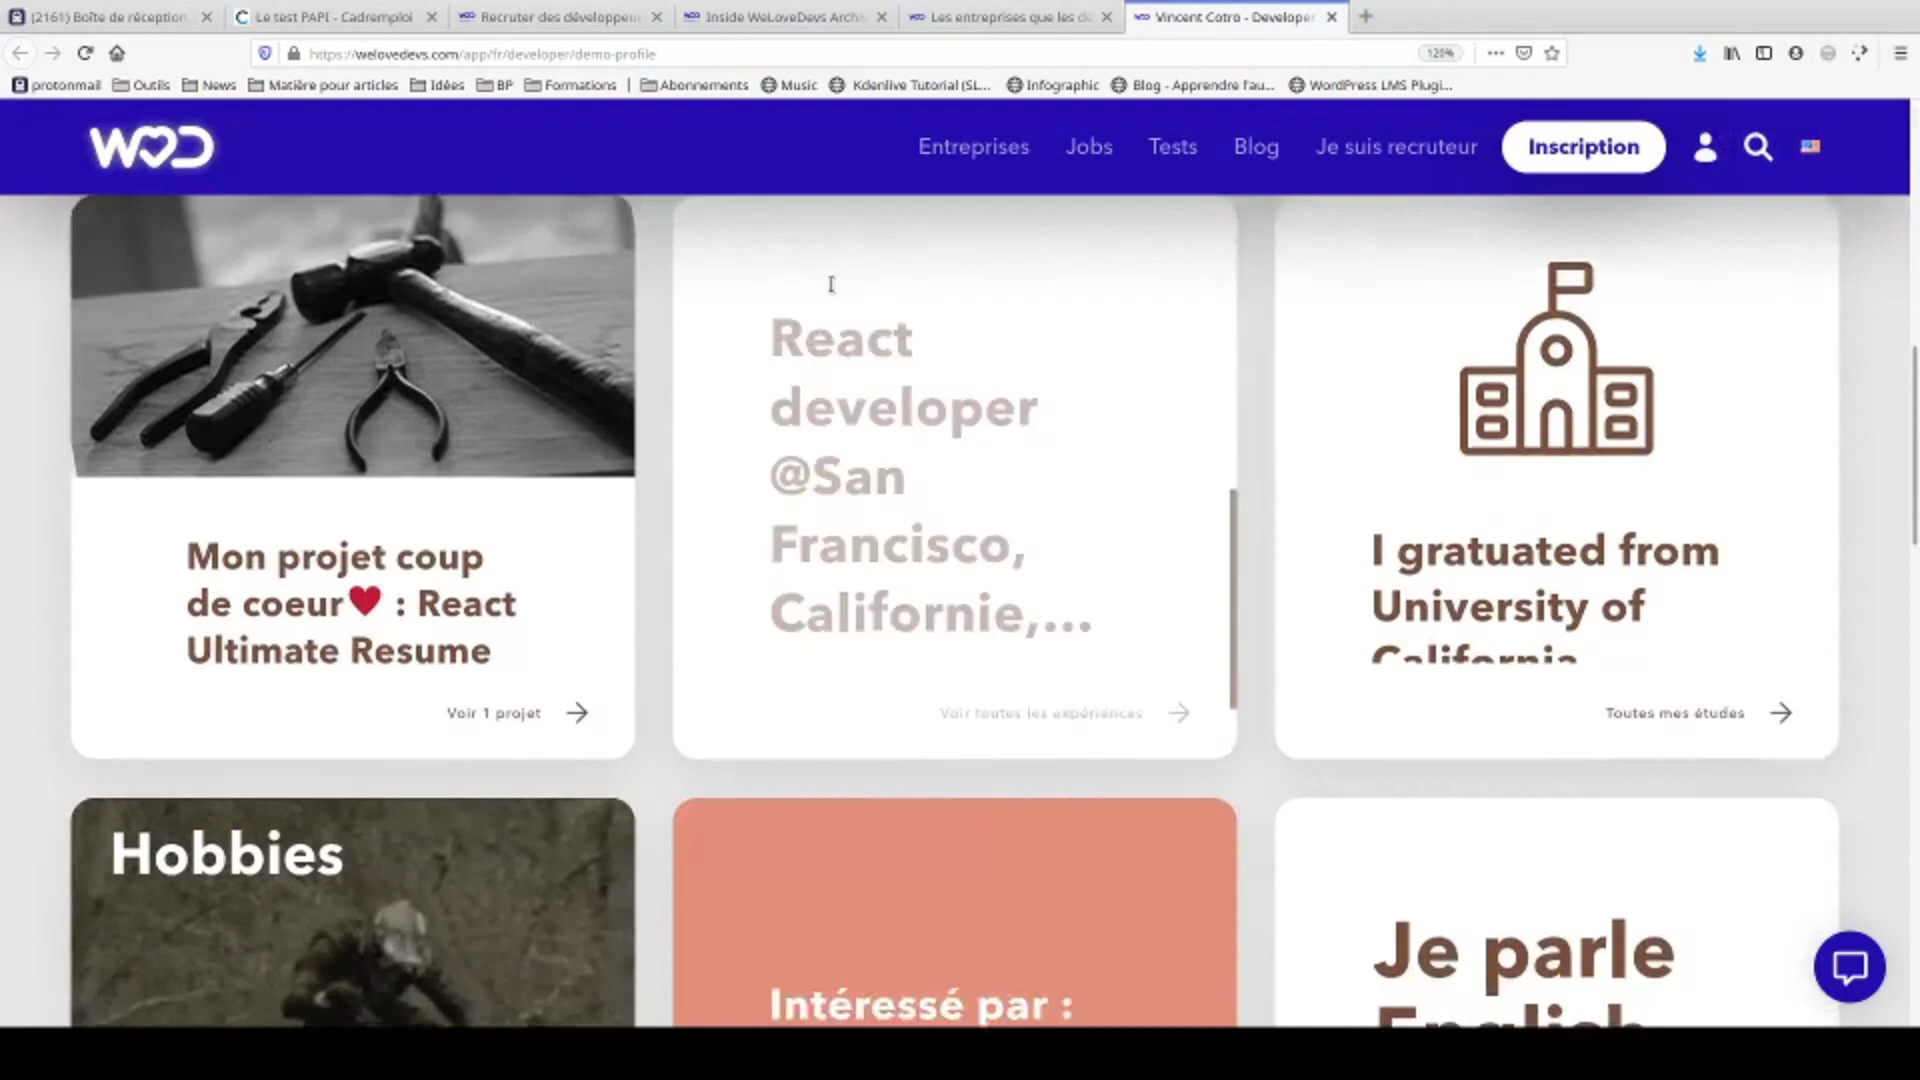 (2161) Boîte de réception
Le test PAPI - Cadremploi
Recruter des développeu
Inside WeLoveDevs Archi
Les entreprises que les d
Vincent Cotro - Developer
https://welovedevs.com/app/fr/developer/demo-profile
120%
protonmail
Outils
News
Matière pour articles
Idées
BP
Formations
Abonnements
Music
Kdenlive Tutorial (SL...
Infographic
Blog - Apprendre l'au...
WordPress LMS Plugi...
Entreprises
Jobs
Tests
Blog
Je suis recruteur
Inscription
Mon projet coup
de coeur♥ : React
Ultimate Resume
Voir 1 projet
React
developer
@San
Francisco,
Californie,...
Voir toutes les expériences
I gratuated from
University of
California
Toutes mes études
Hobbies
Intéressé par :
Je parle
English